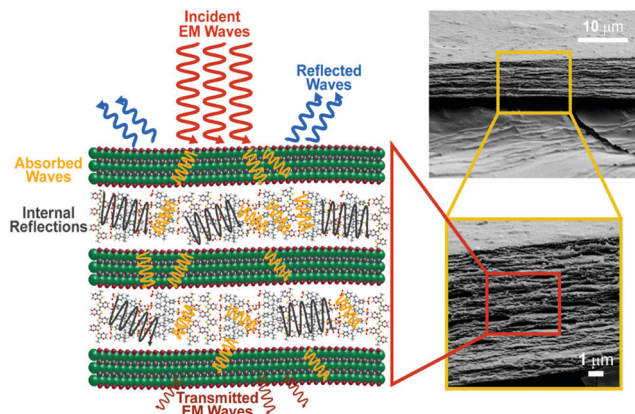 Incident
EM Waves
Reflected
Waves
Absorbed
Waves
Internal
Reflections
Transmitted
EM Waves
10 μm
1 μm